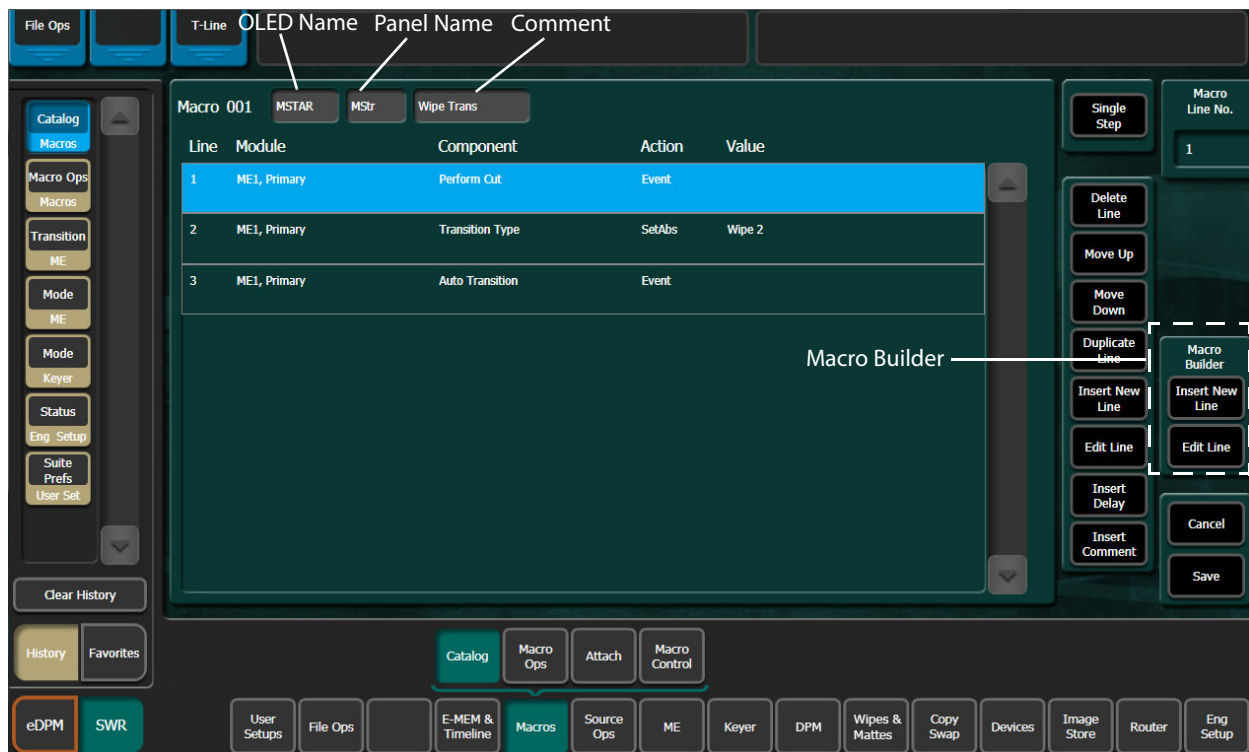 File Ops
T-Line
OLED Name Panel Name Comment
Catalog
Macros
Macro Ops
Macros
Transition
ME
Mode
ME
Mode
Keyer
Status
Eng Setup
Suite
Prefs
User Set
Clear History
History Favorites
Macro 001 MSTAR MStr Wipe Trans
Line Module Component Action Value
1 ME1, Primary Perform Cut Event
2 ME1, Primary Transition Type SetAbs Wipe 2
3 ME1, Primary Auto Transition Event
Macro Builder
Single
Step
Delete
Line
Move Up
Move
Down
Duplicate
Line
Insert New
Line
Edit Line
Insert
Delay
Insert
Comment
Macro
Line No.
1
Macro
Builder
Insert New
Line
Edit Line
Cancel
Save
Catalog
Macro
Ops
Attach
Macro
Control
eDPM SWR
User
Setups
File Ops
E-MEM &
Timeline
Macros
Source
Ops
ME
Keyer
DPM
Wipes &
Mattes
Copy
Swap
Devices
Image
Store
Router
Eng
Setup